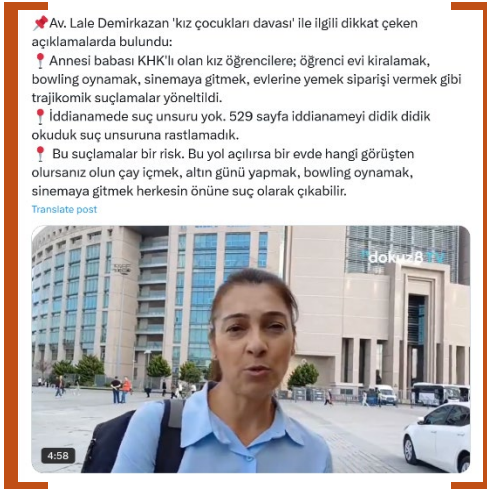 📌Av. Lale Demirkazan 'kız çocukları davası' ile ilgili dikkat çeken
açıklamalarda bulundu:
📍Annesi babası KHK'lı olan kız öğrencilere; öğrenci evi kiralamak,
bowling oynamak, sinemaya gitmek, evlerine yemek siparişi vermek gibi
trajikomik suçlamalar yöneltildi.
📍İddianamede suç unsuru yok. 529 sayfa iddianameyi didik didik
okuduk suç unsuruna rastlamadık.
📍 Bu suçlamalar bir risk. Bu yol açılırsa bir evde hangi görüşten
olursanız olun çay içmek, altın günü yapmak, bowling oynamak,
sinemaya gitmek herkesin önüne suç olarak çıkabilir.
Translate post
dokuz8
4:58